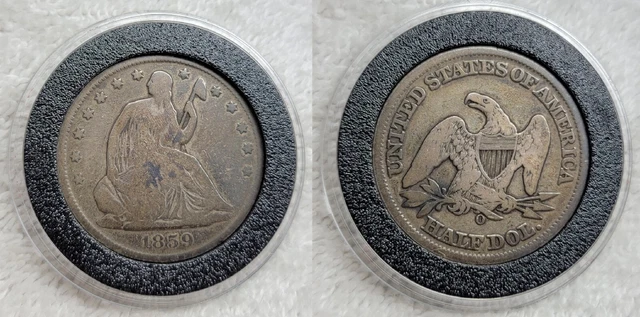 1859
UNITED STATES OF AMERICA
O
HALF DOL.